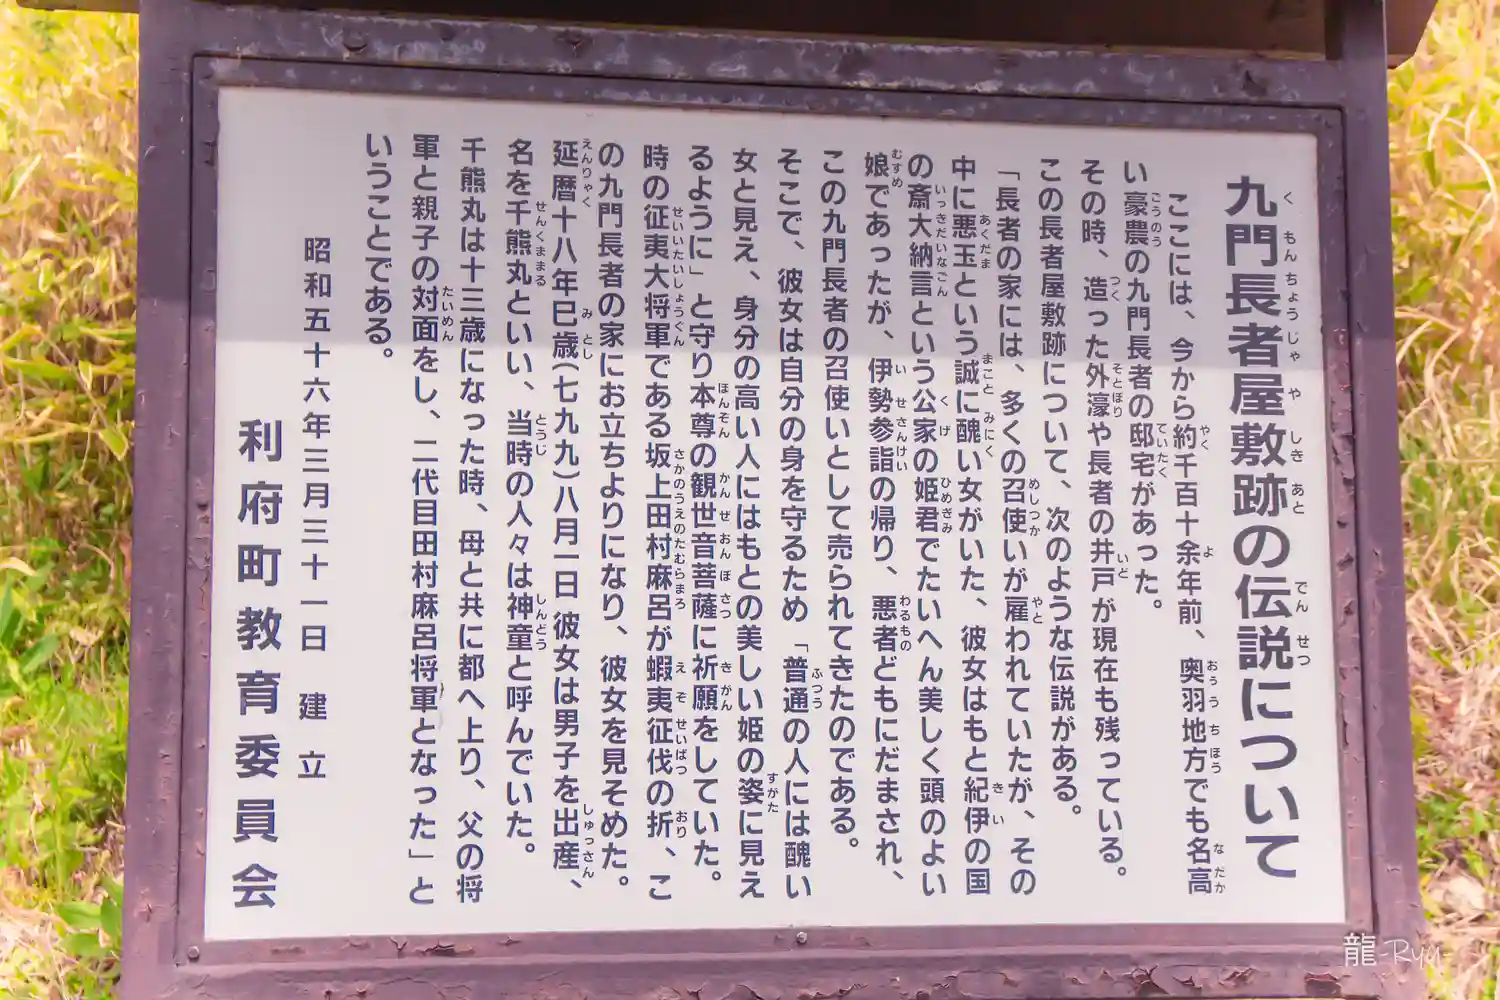 九門長者屋敷跡の伝説について
ここには、今から約千百十余年前、奥羽地方でも名高
い豪農の九門長者の邸宅があった。
その時、造った外濠や長者の井戸が現在も残っている。
この長者屋敷跡について、次のような伝説がある。
「長者の家には、多くの召使いが雇われていたが、その
中に悪玉という誠に醜い女がいた、彼女はもと紀伊の国
の斎大納言という公家の姫君でたいへん美しく頭のよい
娘であったが、伊勢参詣の帰り、悪者どもにだまされ、
この九門長者の召使いとして売られてきたのである。
そこで、彼女は自分の身を守るため「普通の人には醜い
女と見え、身分の高い人にはもとの美しい姫の姿に見え
るように」と守り本尊の観世音菩薩に祈願をしていた。
時の征夷大将軍である坂上田村麻呂が蝦夷征伐の折、こ
の九門長者の家にお立ちよりになり、彼女を見そめた。
延暦十八年巳歳(七九九)八月一日 彼女は男子を出産、
名を千熊丸といい、当時の人々は神童と呼んでいた。
千熊丸は十三歳になった時、母と共に都へ上り、父の将
軍と親子の対面をし、二代目田村麻呂将軍となった」と
いうことである。
昭和五十六年三月三十一日 建立
利府町教育委員会
龍-Ryu-